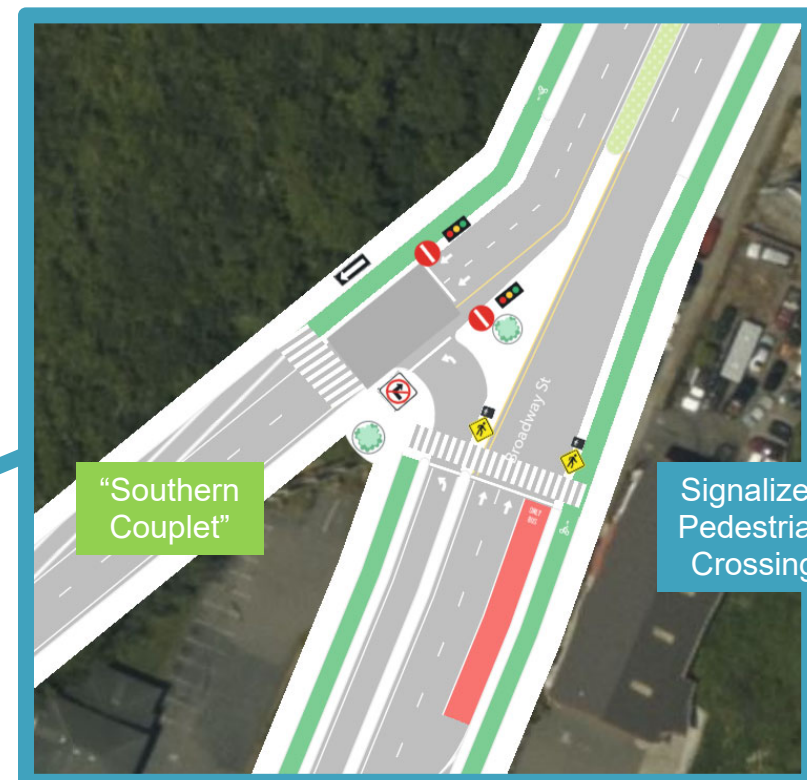 Broadway St
“Southern
Couplet”
Signalize
Pedestria
Crossing
ONLY
BUS